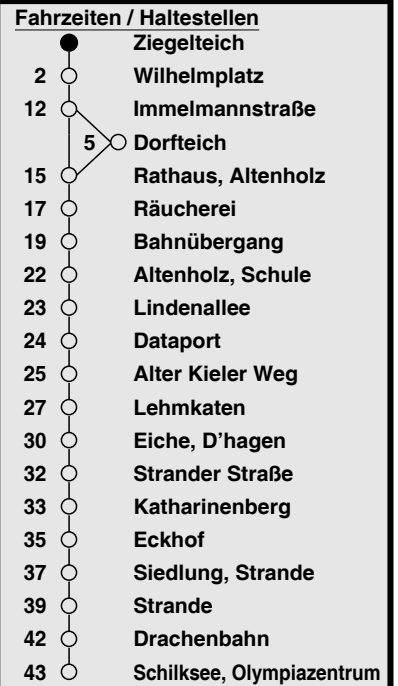 Fahrzeiten / Haltestellen
Ziegelteich
2 Wilhelmplatz
12 Immelmannstraße
5 Dorfteich
15 Rathaus, Altenholz
17 Räucherei
19 Bahnübergang
22 Altenholz, Schule
23 Lindenallee
24 Dataport
25 Alter Kieler Weg
27 Lehmkaten
30 Eiche, D'hagen
32 Strander Straße
33 Katharinenberg
35 Eckhof
37 Siedlung, Strande
39 Strande
42 Drachenbahn
43 Schilksee, Olympiazentrum